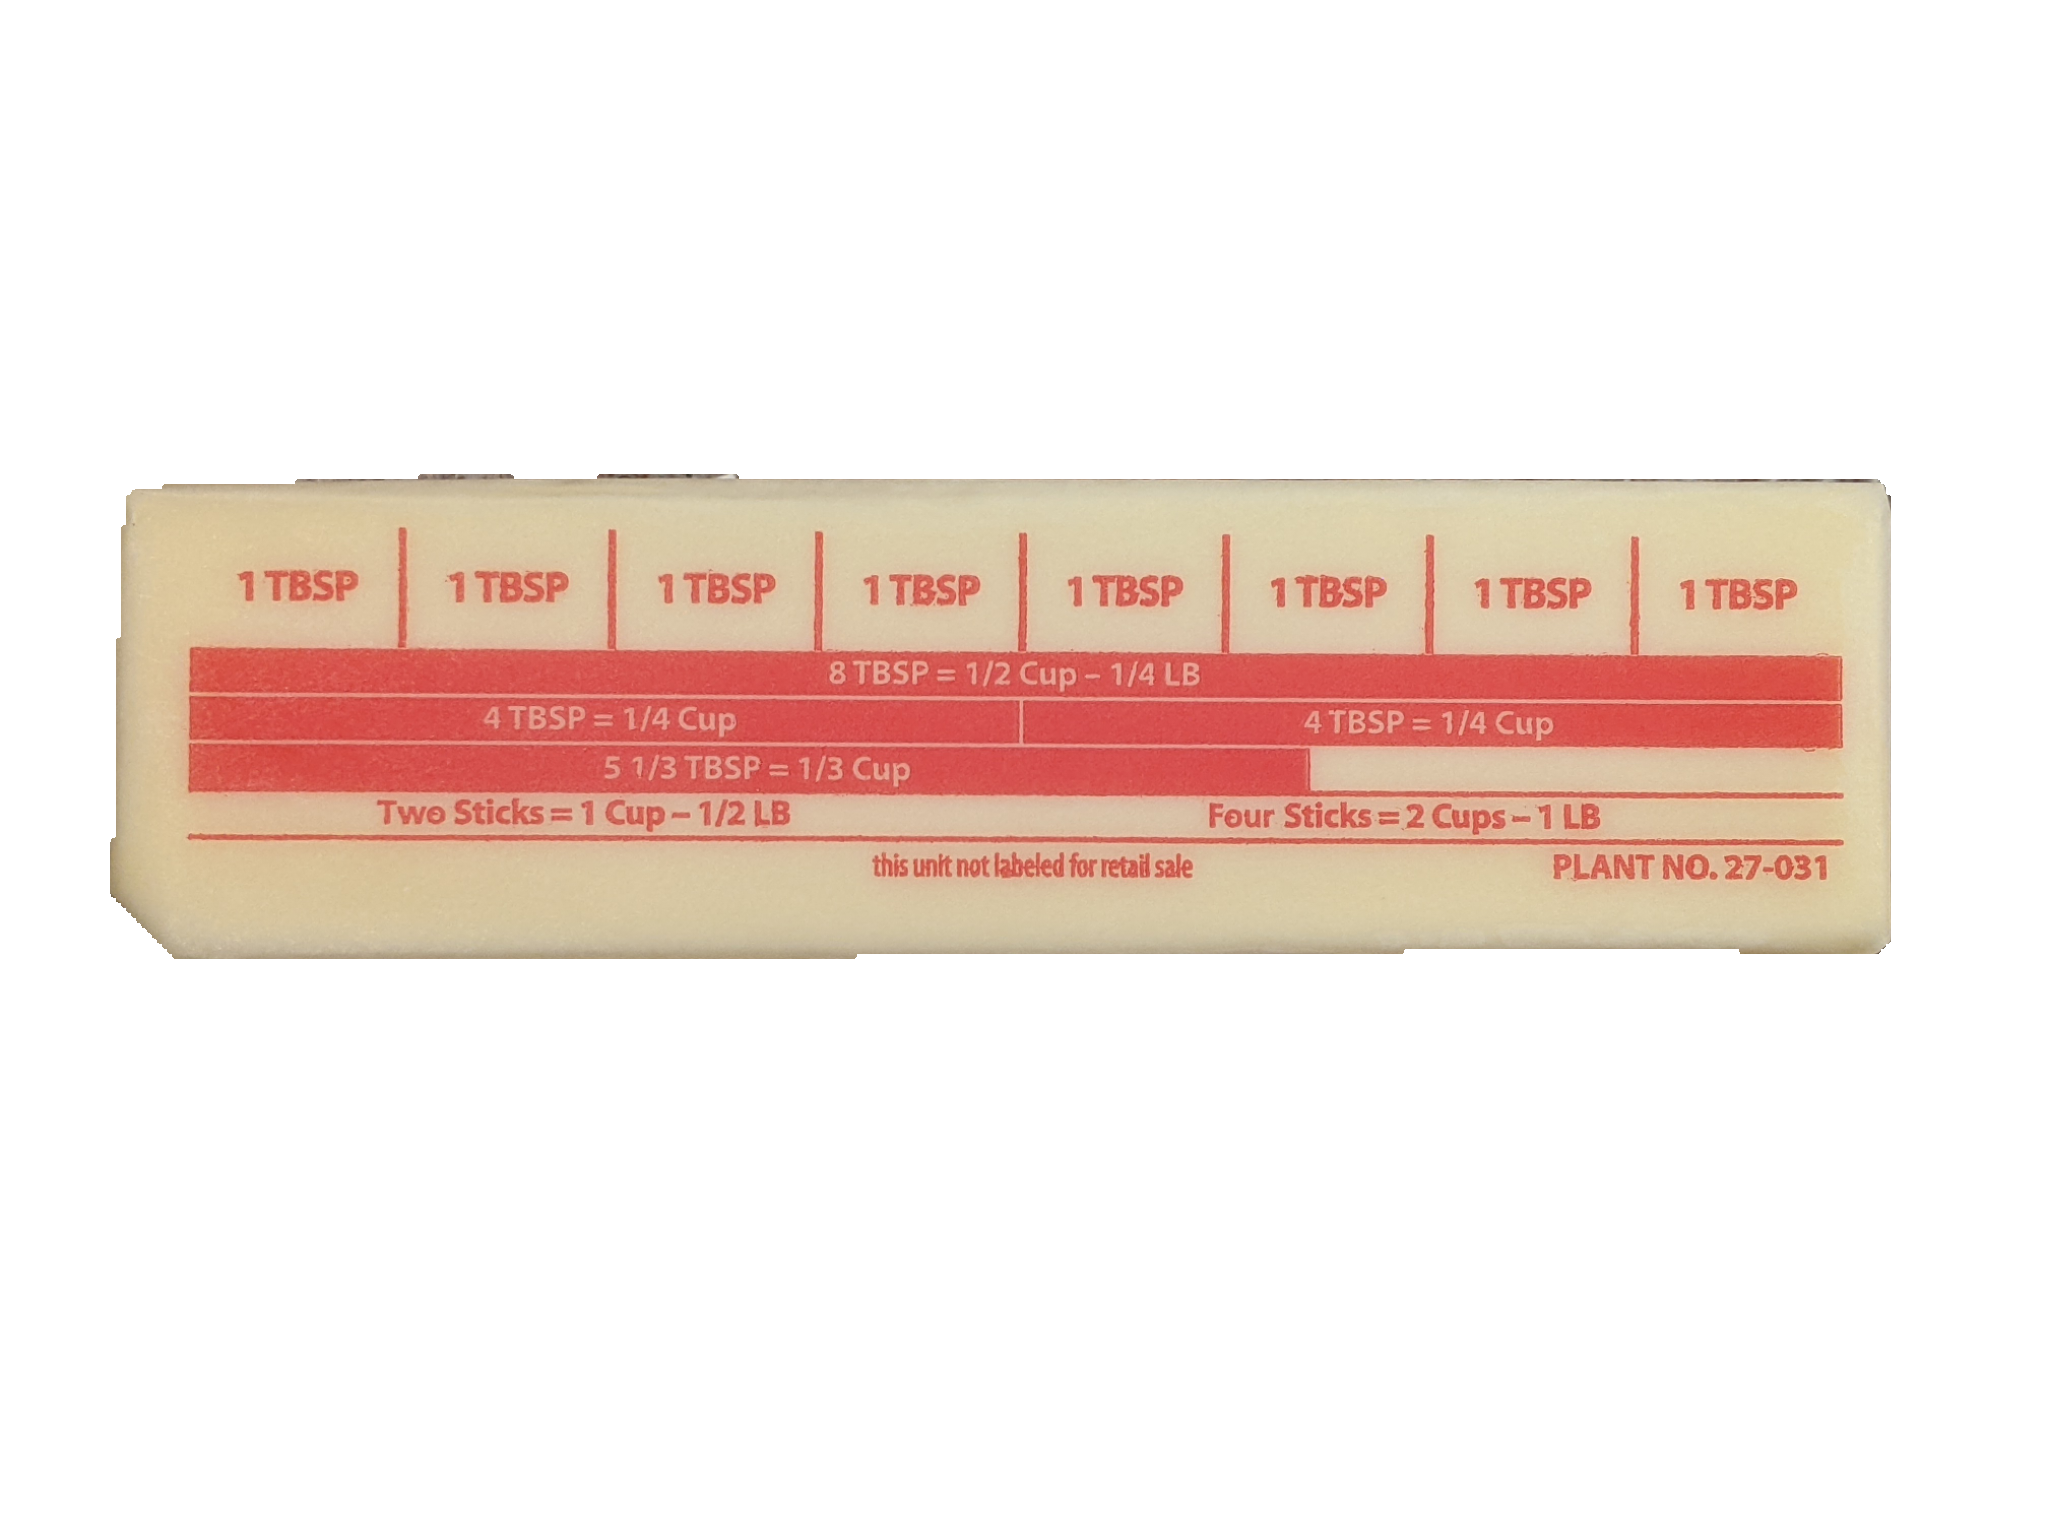 1 TBSP 1 TBSP 1 TBSP 1 TBSP 1 TBSP 1 TBSP 1 TBSP 1 TBSP
8 TBSP = 1/2 Cup – 1/4 LB
4 TBSP = 1/4 Cup 4 TBSP = 1/4 Cup
5 1/3 TBSP = 1/3 Cup
Two Sticks = 1 Cup – 1/2 LB Four Sticks = 2 Cups – 1 LB
this unit not labeled for retail sale PLANT NO. 27-031